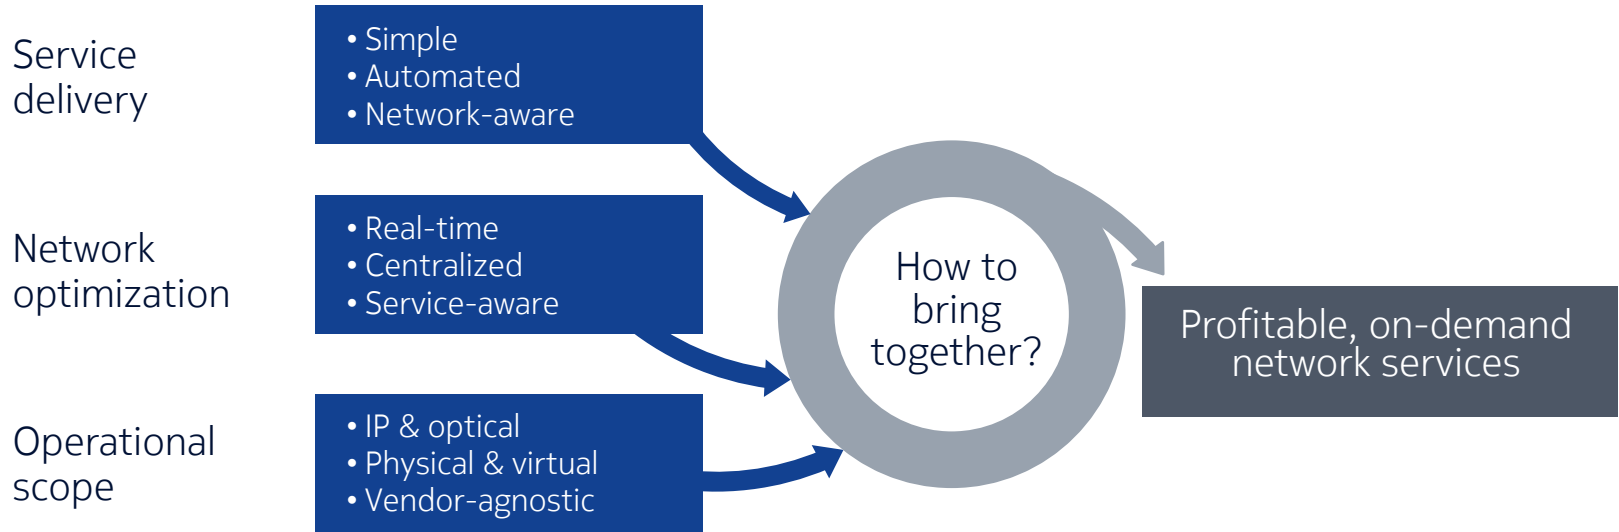 Service
delivery
• Simple
• Automated
• Network-aware
Network
optimization
• Real-time
• Centralized
• Service-aware
Operational
scope
• IP & optical
• Physical & virtual
• Vendor-agnostic
How to
bring
together?
Profitable, on-demand
network services